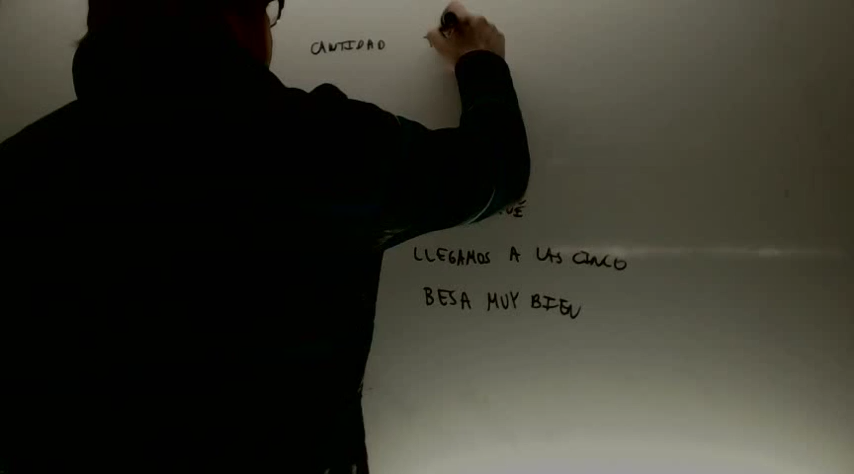 CANTIDAD
LLEGAMOS A LAS CINCO
BESA MUY BIEN